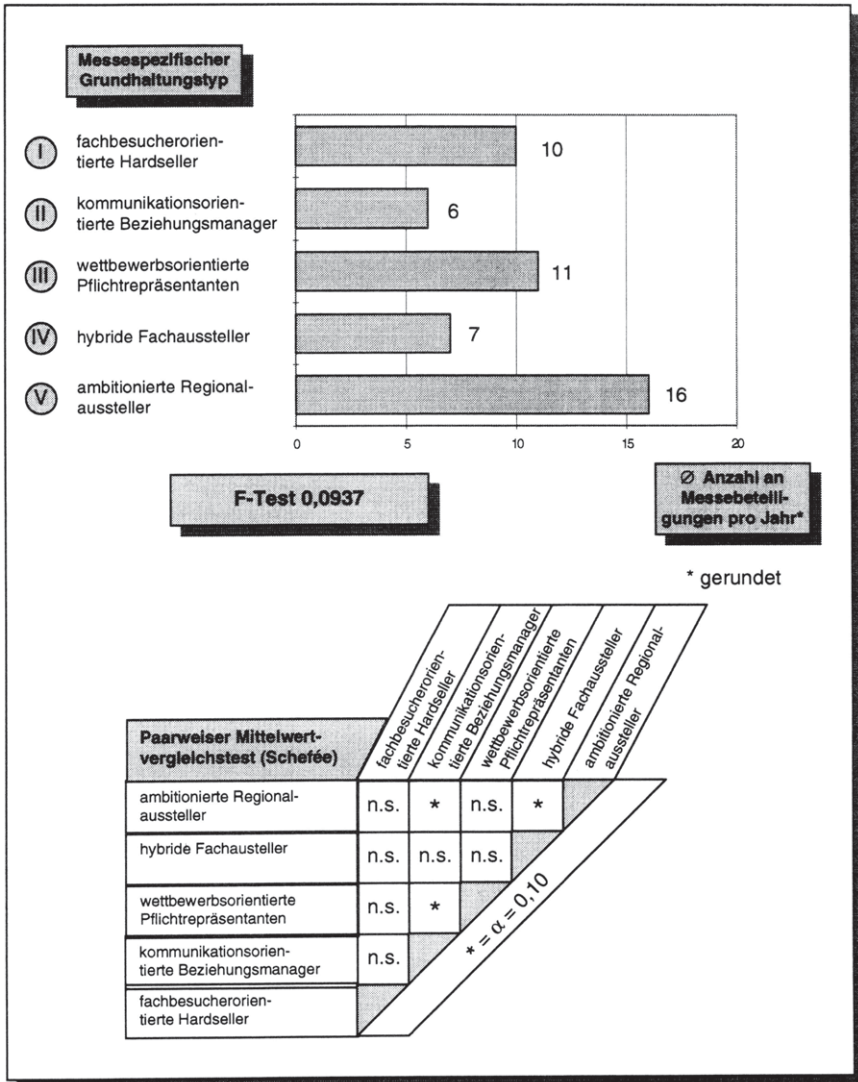 Messespezifischer
Grundhaltungstyp
I
fachbesucherorien-
tierte Hardseller
10
II
kommunikationsorien-
tierte Beziehungsmanager
6
III
wettbewerbsorientierte
Pflichtrepräsentanten
11
IV
hybride Fachaussteller
7
V
ambitionierte Regional-
aussteller
16
0 5 10 15 20
F-Test 0,0937
Ø Anzahl an
Messebeteili-
gungen pro Jahr*
* gerundet
fachbesucherorien-
tierte Hardseller
kommunikationsorien-
tierte Beziehungsmanager
wettbewerbsorientierte
Pflichtrepräsentanten
hybride Fachaussteller
ambitionierte Regional-
aussteller
Paarweiser Mittelwert-
vergleichstest (Scheffée)
ambitionierte Regional-
aussteller
n.s. * n.s. *
hybride Fachausteller
n.s. n.s. n.s.
wettbewerbsorientierte
Pflichtrepräsentanten
n.s. *
kommunikationsorien-
tierte Beziehungsmanager
n.s.
fachbesucherorien-
tierte Hardseller
* = α = 0,10